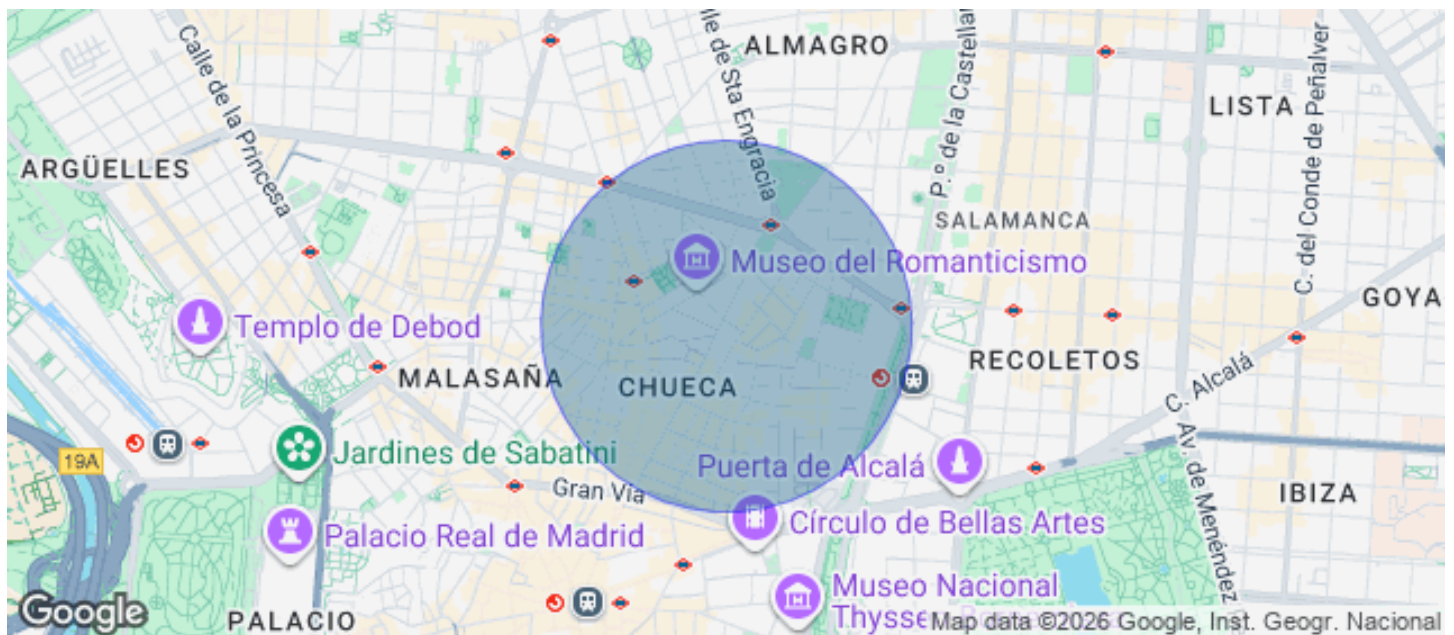 Calle de la Princesa
lle de Sta Engracia
ALMAGRO
P.º de la Castella
LISTA
C. del Conde de Peñalver
ARGÜELLES
SALAMANCA
Museo del Romanticismo
GOYA
Templo de Debod
RECOLETOS
MALASAÑA
CHUECA
C. Alcalá
Jardines de Sabatini
19A
Puerta de Alcalá
Av. de Menéndez
Gran Vía
IBIZA
Palacio Real de Madrid
Círculo de Bellas Artes
Museo Nacional
Thysse
Google
PALACIO
Map data ©2026 Google, Inst. Geogr. Nacional